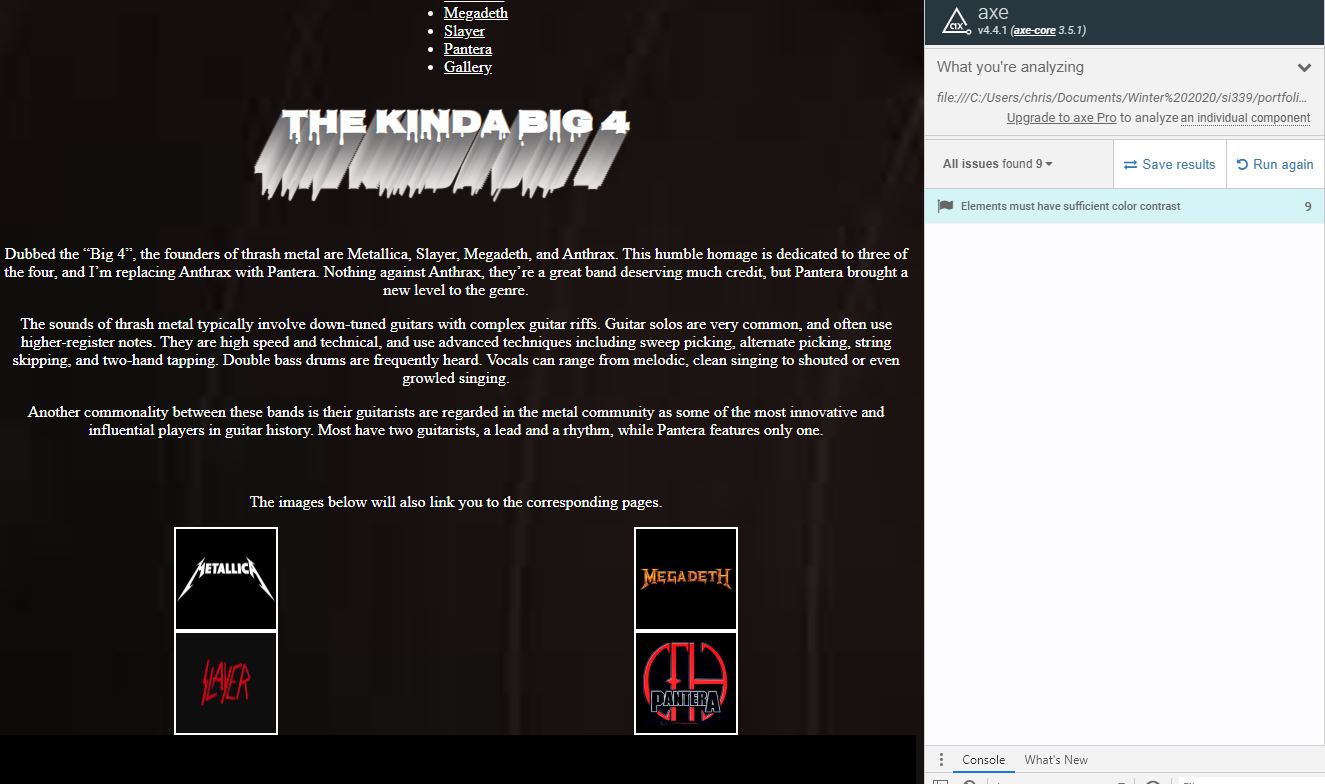 Megadeth
Slayer
Pantera
Gallery
THE KINDA BIG 4
Dubbed the “Big 4”, the founders of thrash metal are Metallica, Slayer, Megadeth, and Anthrax. This humble homage is dedicated to three of
the four, and I’m replacing Anthrax with Pantera. Nothing against Anthrax, they’re a great band deserving much credit, but Pantera brought a
new level to the genre.
The sounds of thrash metal typically involve down-tuned guitars with complex guitar riffs. Guitar solos are very common, and often use
higher-register notes. They are high speed and technical, and use advanced techniques including sweep picking, alternate picking, string
skipping, and two-hand tapping. Double bass drums are frequently heard. Vocals can range from melodic, clean singing to shouted or even
growled singing.
Another commonality between these bands is their guitarists are regarded in the metal community as some of the most innovative and
influential players in guitar history. Most have two guitarists, a lead and a rhythm, while Pantera features only one.
The images below will also link you to the corresponding pages.
METALLICA
MEGADETH
SLAYER
PANTERA
axe
v4.4.1 (axe-core 3.5.1)
What you're analyzing
file:///C:/Users/chris/Documents/Winter%202020/si339/portfoli...
Upgrade to axe Pro to analyze an individual component
All issues found 9
Save results
Run again
Elements must have sufficient color contrast 9
Console
What's New